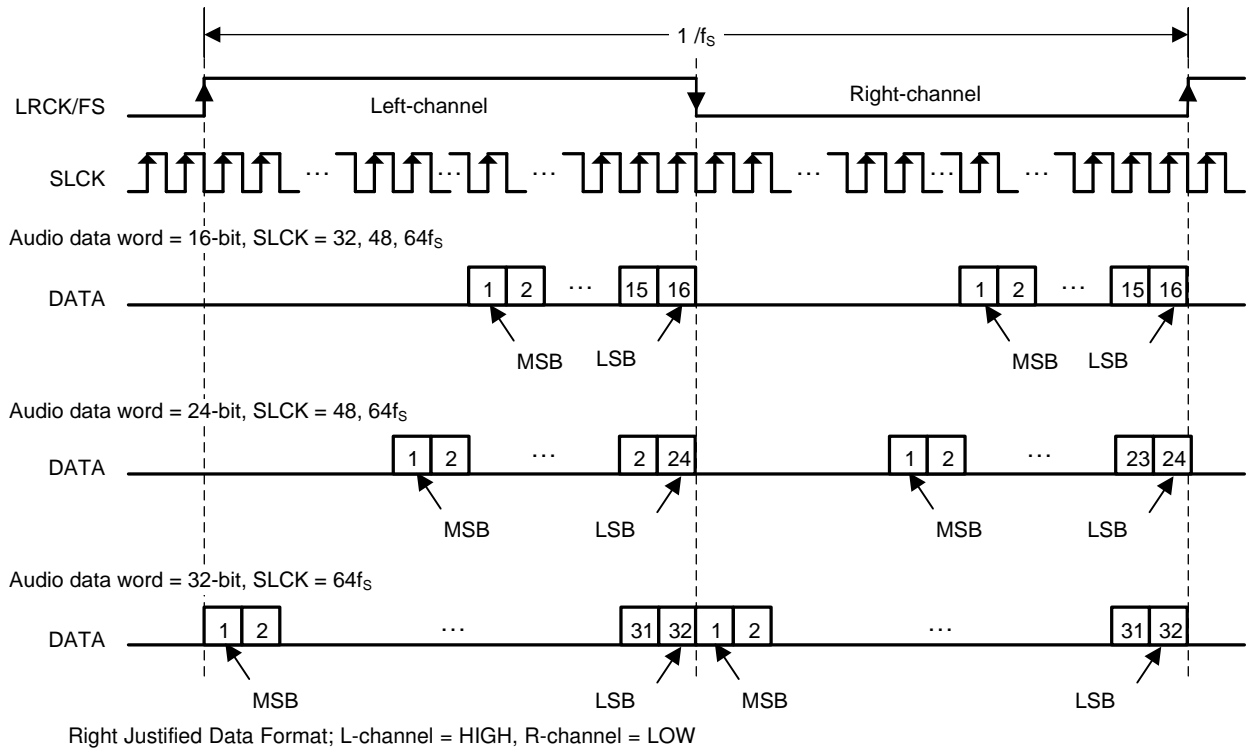 1 /fS
LRCK/FS
Left-channel
Right-channel
SLCK
... ... ... ... ... ...
Audio data word = 16-bit, SLCK = 32, 48, 64fS
DATA
1 2 ... 15 16 1 2 ... 15 16
MSB LSB MSB LSB
Audio data word = 24-bit, SLCK = 48, 64fS
DATA
1 2 ... 2 24 1 2 ... 23 24
MSB LSB MSB LSB
Audio data word = 32-bit, SLCK = 64fS
DATA
1 2 ... 31 32 1 2 ... 31 32
MSB LSB MSB LSB
Right Justified Data Format; L-channel = HIGH, R-channel = LOW